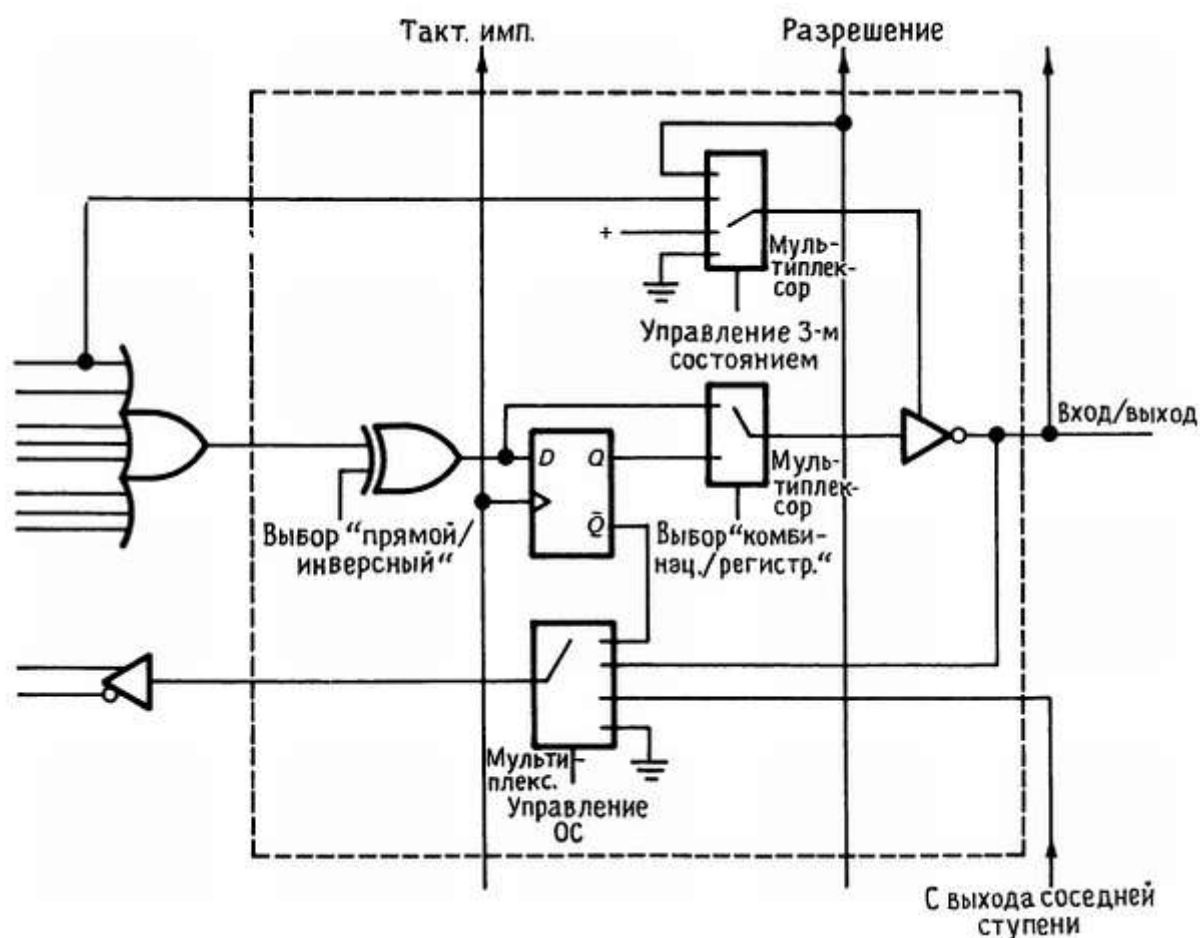 Такт. имп.
Разрешение
+
Муль-
типлек-
сор
Управление 3-м
состоянием
Вход/выход
D Q
Q̄
Муль-
типлек-
сор
Выбор "прямой/
инверсный"
Выбор "комби-
нац./регистр."
Мульти-
плекс.
Управление
ОС
С выхода соседней
ступени